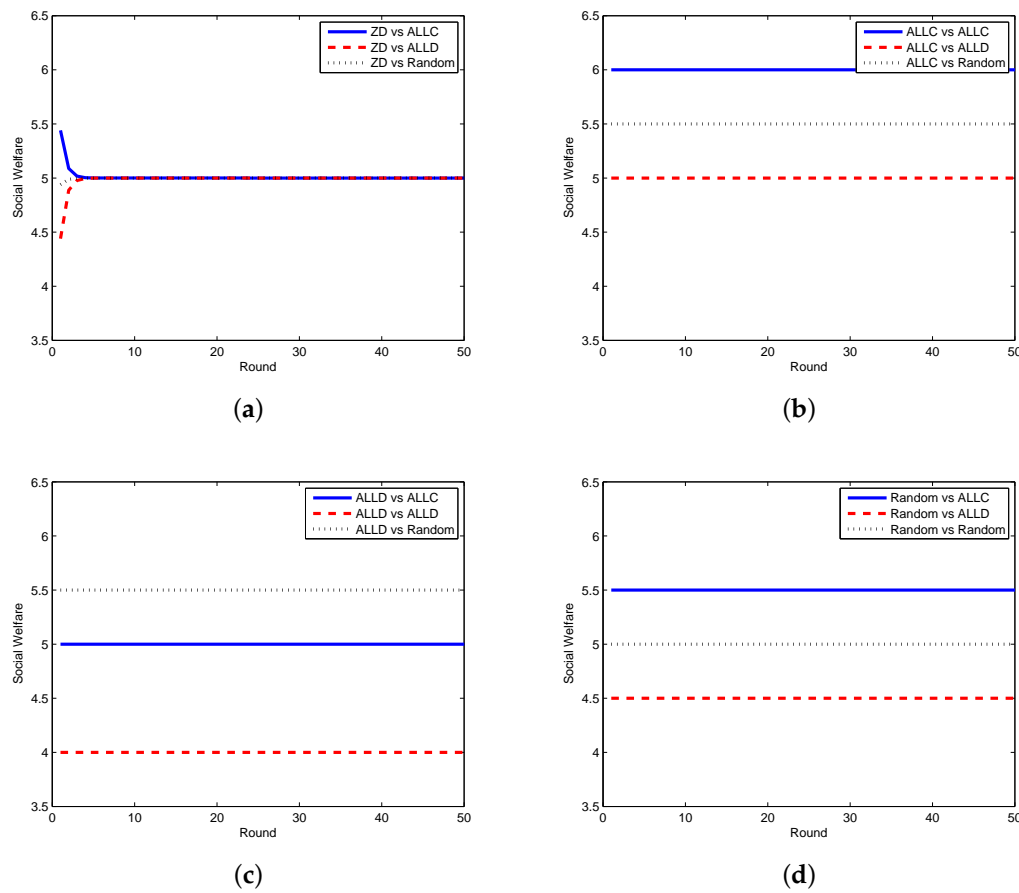 6.5
6
5.5
5
4.5
4
3.5
0
10
20
30
40
50
Social Welfare
Round
ZD vs ALLC
ZD vs ALLD
ZD vs Random
(a)
6.5
6
5.5
5
4.5
4
3.5
0
10
20
30
40
50
Social Welfare
Round
ALLC vs ALLC
ALLC vs ALLD
ALLC vs Random
(b)
6.5
6
5.5
5
4.5
4
3.5
0
10
20
30
40
50
Social Welfare
Round
ALLD vs ALLC
ALLD vs ALLD
ALLD vs Random
(c)
6.5
6
5.5
5
4.5
4
3.5
0
10
20
30
40
50
Social Welfare
Round
Random vs ALLC
Random vs ALLD
Random vs Random
(d)